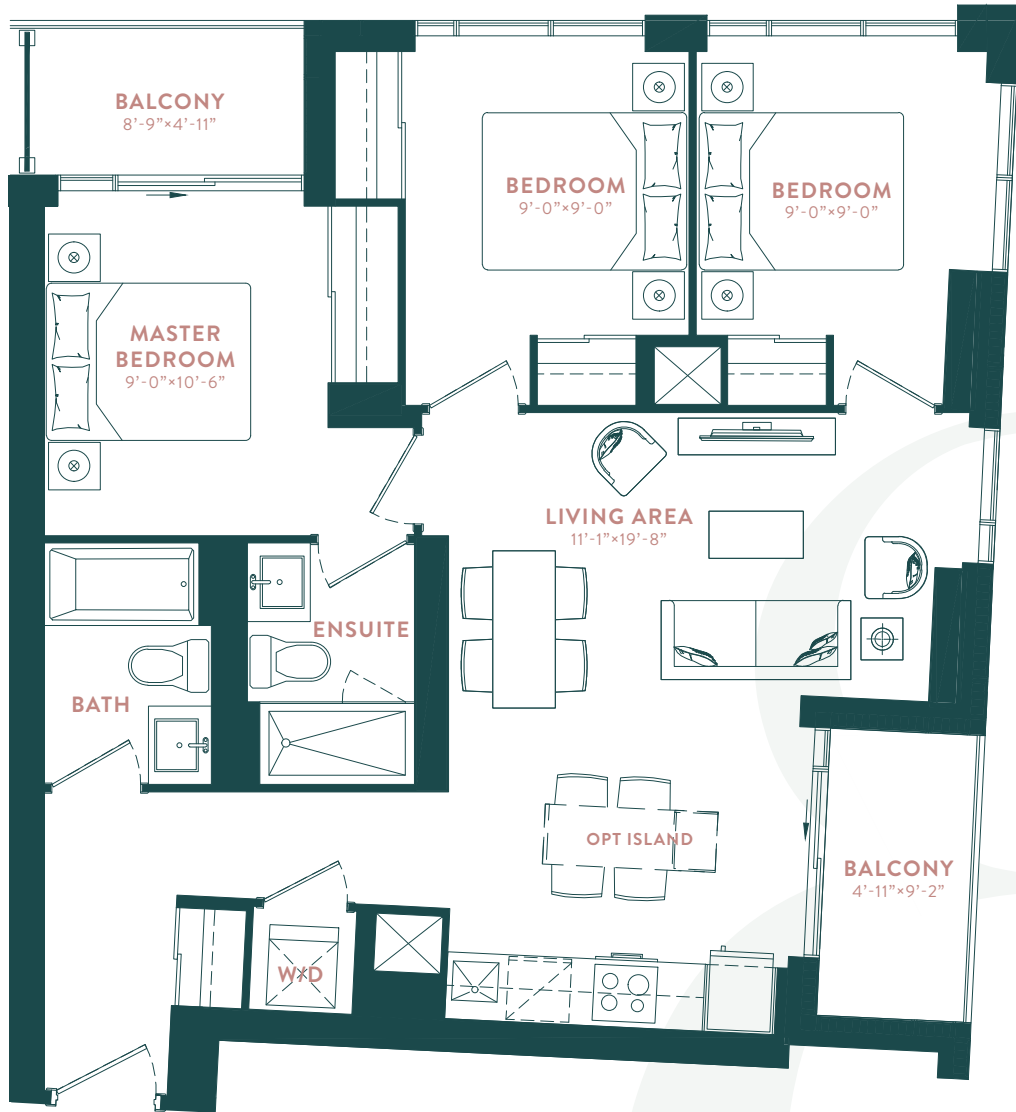 BALCONY
8’-9”×4’-11”
BEDROOM
9’-0”×9’-0”
BEDROOM
9’-0”×9’-0”
MASTER
BEDROOM
9’-0”×10’-6”
LIVING AREA
11’-1”×19’-8”
ENSUITE
BATH
OPT ISLAND
BALCONY
4’-11”×9’-2”
W/D